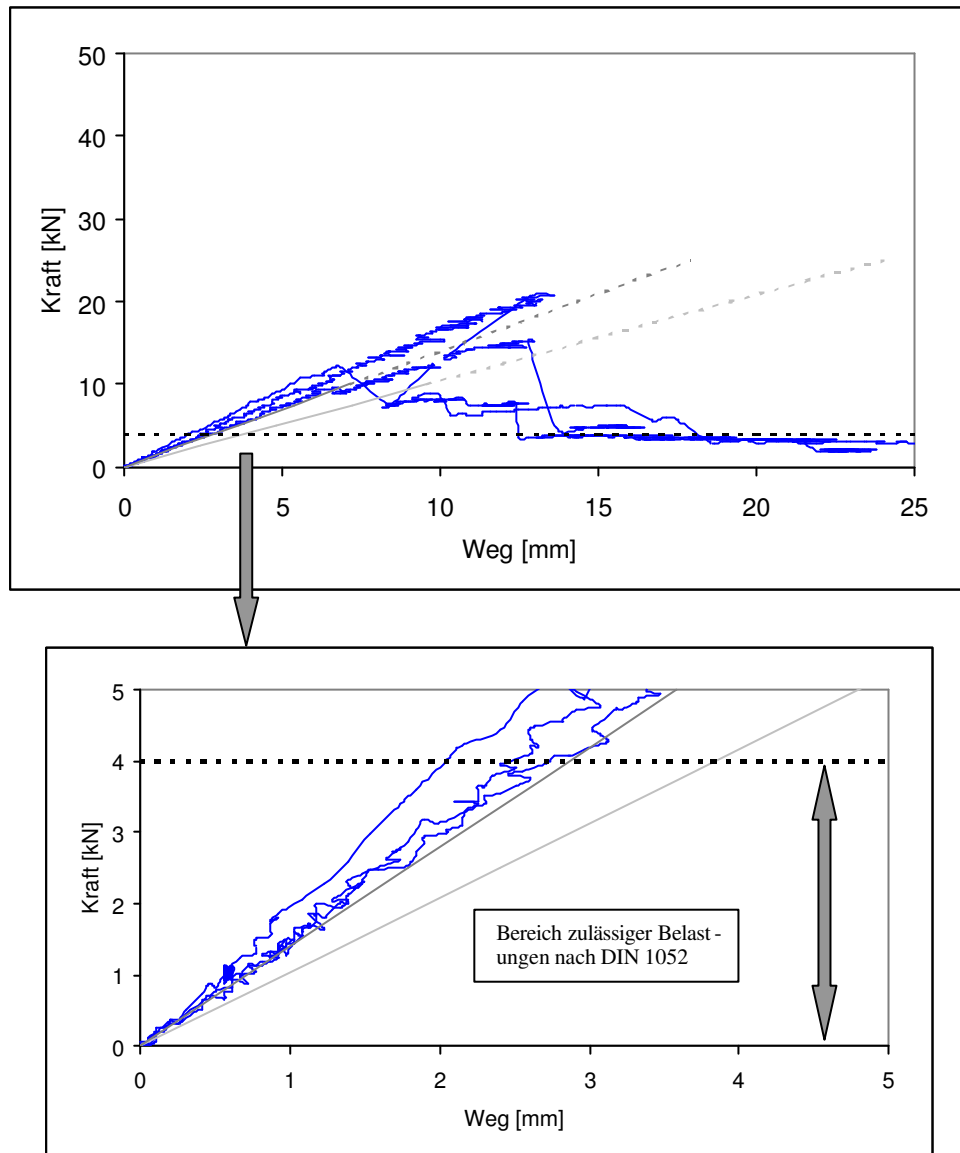 50
40
30
20
10
0
Kraft [kN]
0 5 10 15 20 25
Weg [mm]
5
4
3
2
1
0
Kraft [kN]
Bereich zulässiger Belast -
ungen nach DIN 1052
0 1 2 3 4 5
Weg [mm]